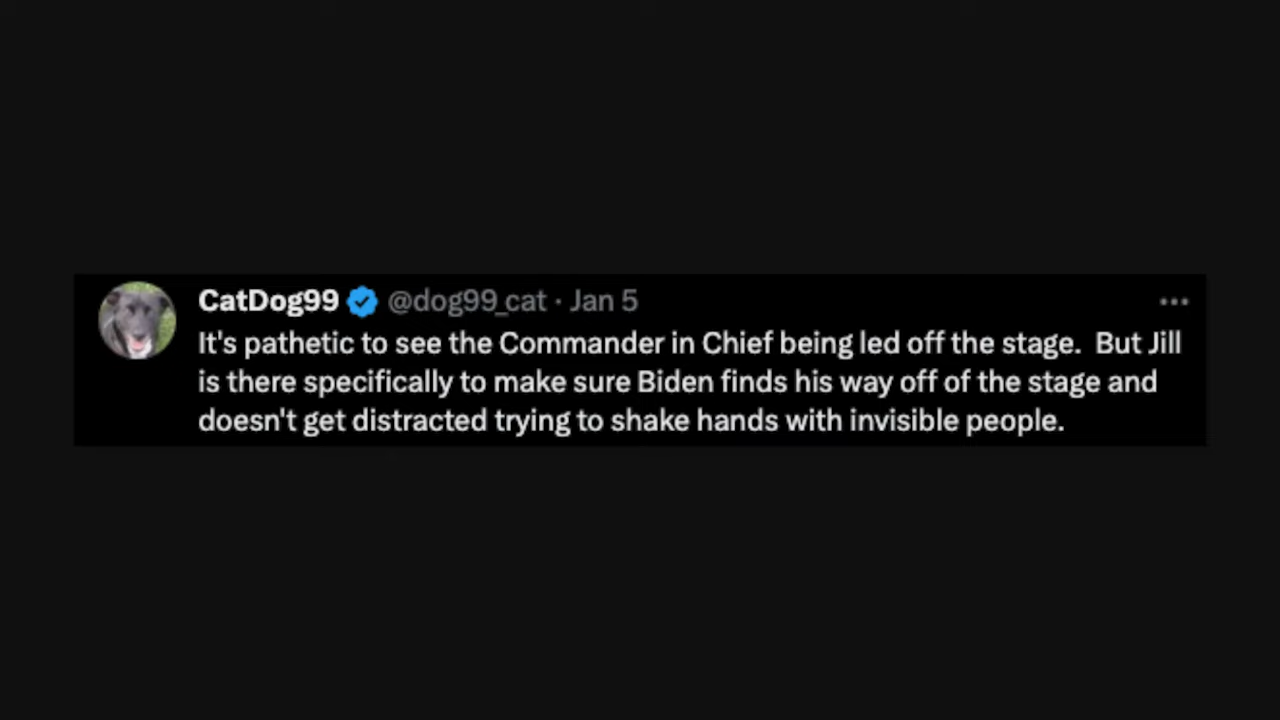 CatDog99 @dog99_cat · Jan 5
It's pathetic to see the Commander in Chief being led off the stage.  But Jill
is there specifically to make sure Biden finds his way off of the stage and
doesn't get distracted trying to shake hands with invisible people.